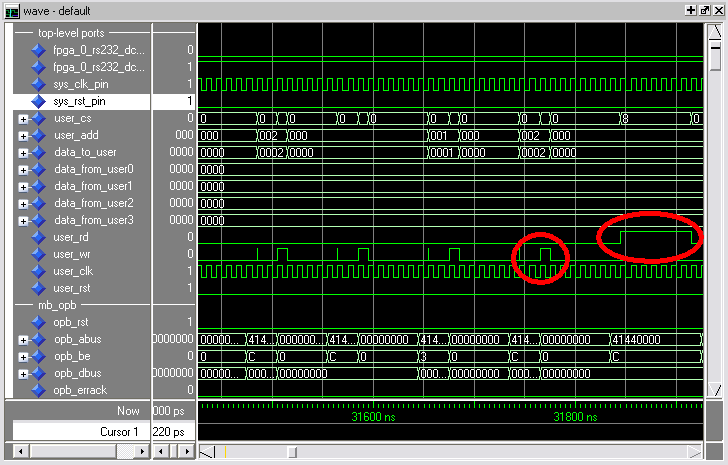 wave - default
top-level ports
fpga_0_rs232_dc... 0
fpga_0_rs232_dc... 1
sys_clk_pin 1
sys_rst_pin 1
user_cs 0 0 0 0 0 0 0 0 0 0 8 0
user_add 000 000 002 000 001 000 002 000
data_to_user 0000 0000 0002 0000 0001 0000 0002 0000
data_from_user0 0000 0000
data_from_user1 0000 0000
data_from_user2 0000 0000
data_from_user3 0000 0000
user_rd 0
user_wr 0
user_clk 1
user_rst 1
mb_opb
opb_rst 1
opb_abus 0000000 00000... 414... 000000... 414... 00000000 414... 00000000 414... 00000000 41440000
opb_be 0 0 C 0 C 0 3 0 C 0 C
opb_dbus 0000000 00000... 000... 00000000 000... 00000000 000... 00000000
opb_errack 0
Now 000 ps 31600 ns 31800 ns
Cursor 1 220 ps